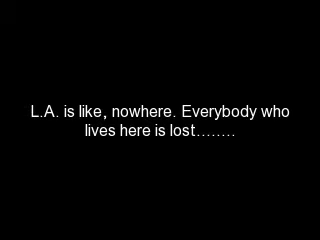 L.A. is like, nowhere. Everybody who
lives here is lost........